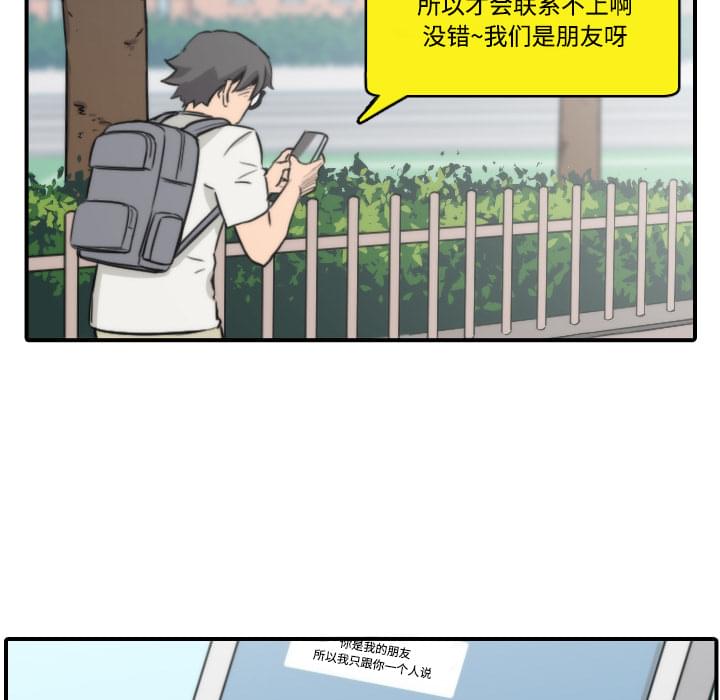 所以才会联系不上啊
没错~我们是朋友呀
你是我的朋友
所以我只跟你一个人说